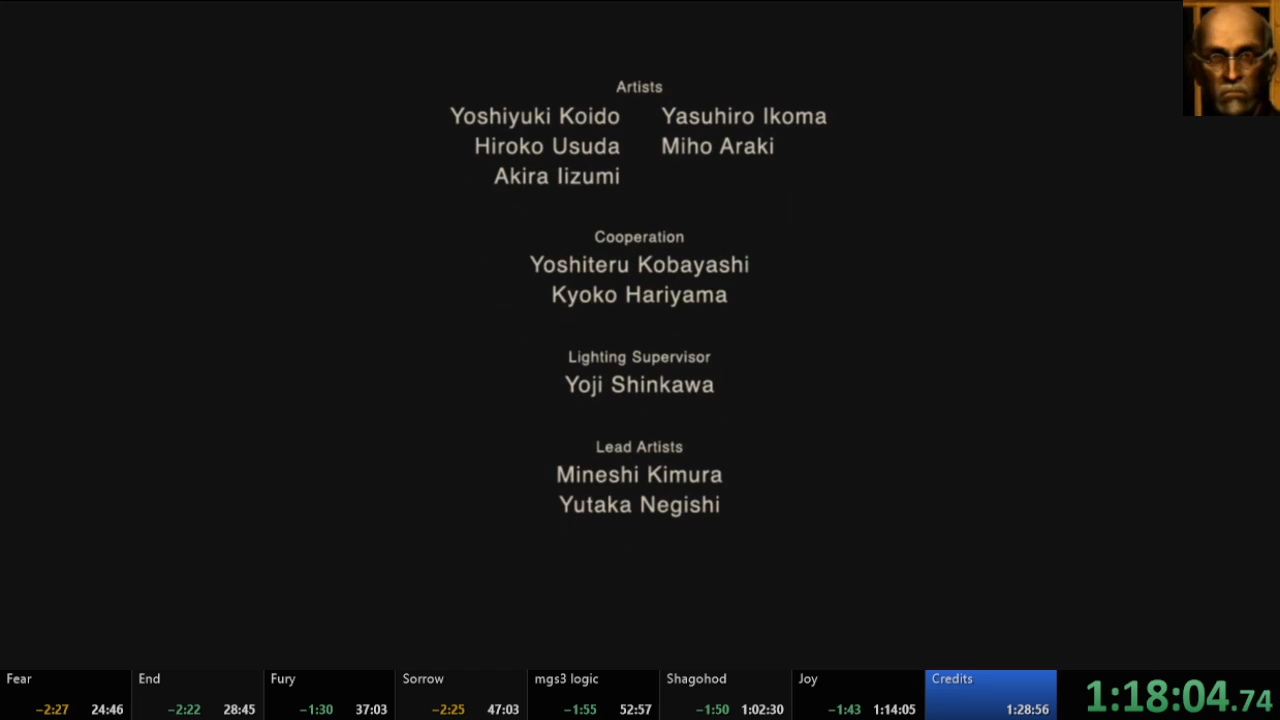 Artists
Yoshiyuki Koido Yasuhiro Ikoma
Hiroko Usuda Miho Araki
Akira Iizumi
Cooperation
Yoshiteru Kobayashi
Kyoko Hariyama
Lighting Supervisor
Yoji Shinkawa
Lead Artists
Mineshi Kimura
Yutaka Negishi
Fear
−2:27 24:46
End
−2:22 28:45
Fury
−1:30 37:03
Sorrow
−2:25 47:03
mgs3 logic
−1:55 52:57
Shagohod
−1:50 1:02:30
Joy
−1:43 1:14:05
Credits
1:28:56
1:18:04.74